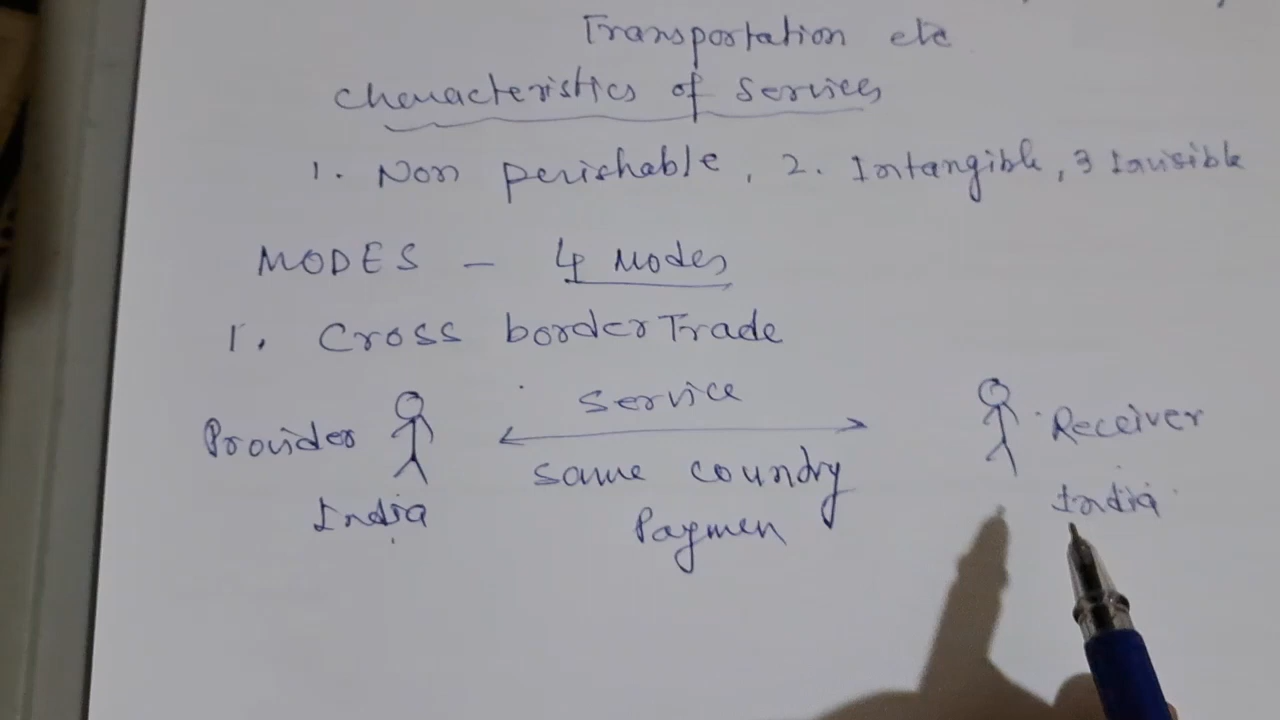 Transportation etc
Characteristics of Services
1. Non perishable, 2. Intangible, 3 Invisible
MODES - 4 Modes
1. Cross border Trade
Service
Provider
Receiver
same country
India
India
Paymen